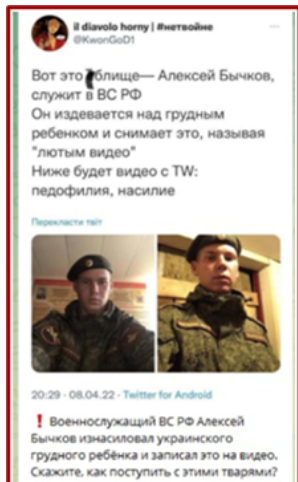 il diavolo horny | #нетвойне
@KwonGoD1
Вот это блище— Алексей Бычков,
служит в ВС РФ
Он издевается над грудным
ребенком и снимает это, называя
"лютым видео"
Ниже будет видео с TW:
педофилия, насилие
Перекласти твіт
20:29 · 08.04.22 · Twitter for Android
❗ Военнослужащий ВС РФ Алексей
Бычков изнасиловал украинского
грудного ребёнка и записал это на видео.
Скажите, как поступить с этими тварями?